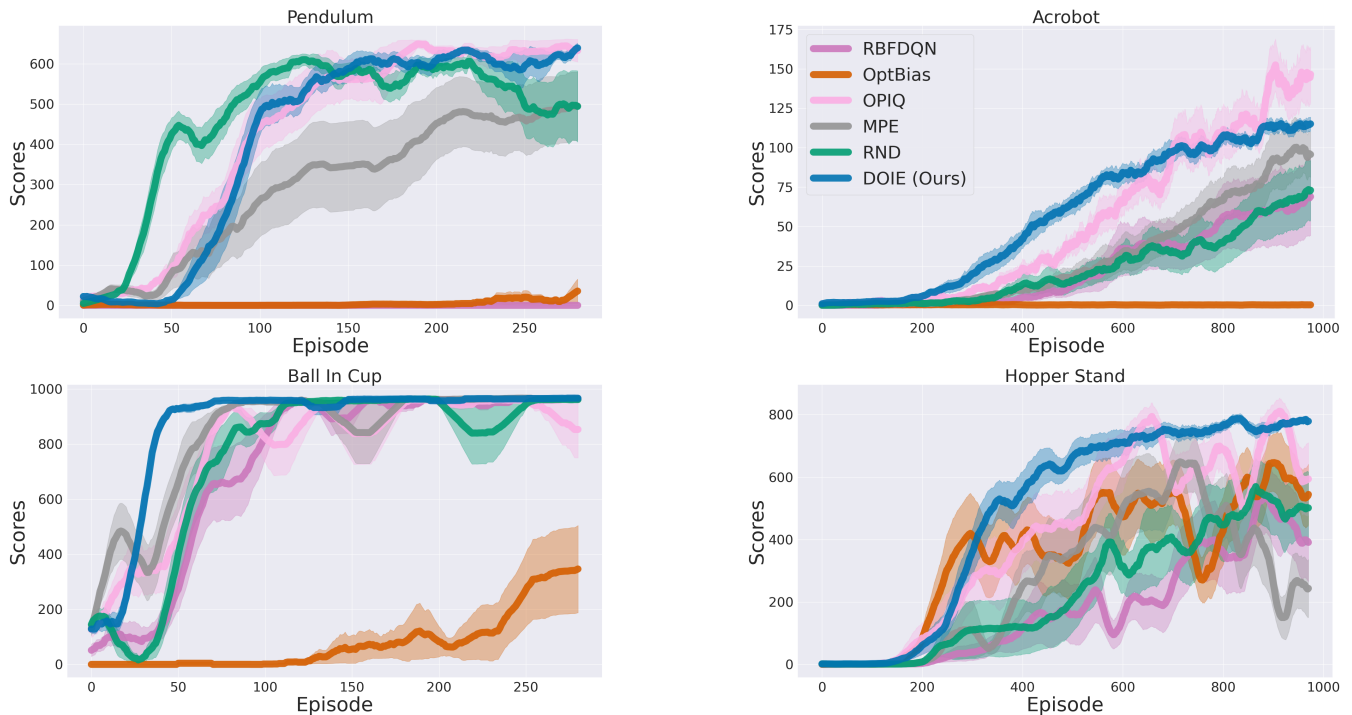 Pendulum
Scores
600
500
400
300
200
100
0
0 50 100 150 200 250
Episode
Acrobot
Scores
175
150
125
100
75
50
25
0
RBFDQN
OptBias
OPIQ
MPE
RND
DOIE (Ours)
0 200 400 600 800 1000
Episode
Ball In Cup
Scores
1000
800
600
400
200
0
0 50 100 150 200 250
Episode
Hopper Stand
Scores
800
600
400
200
0
0 200 400 600 800 1000
Episode